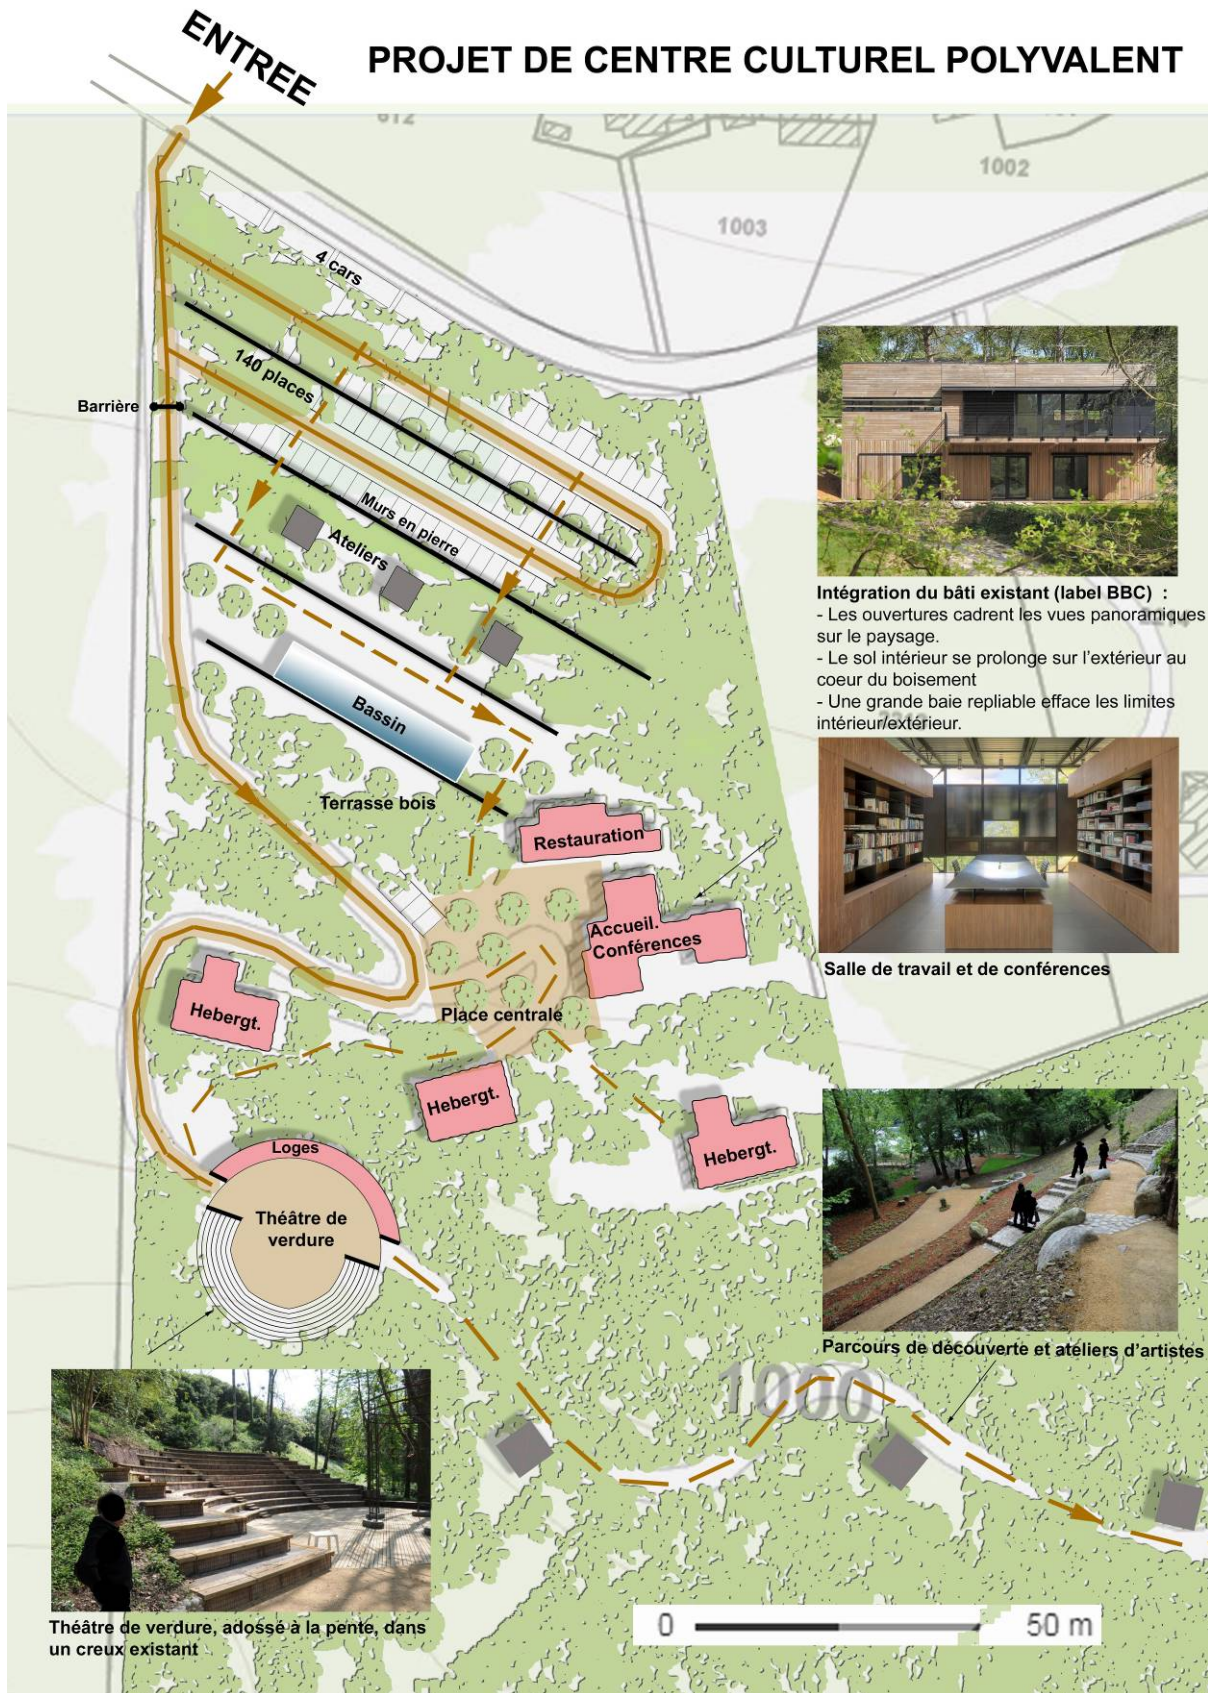 ENTREE
PROJET DE CENTRE CULTUREL POLYVALENT
612
1002
1003
4 cars
140 places
Barrière
Murs en pierre
Ateliers
Bassin
Terrasse bois
Restauration
Accueil.
Conférences
Place centrale
Hebergt.
Hebergt.
Hebergt.
Loges
Théâtre de
verdure
Intégration du bâti existant (label BBC) :
- Les ouvertures cadrent les vues panoramiques
sur le paysage.
- Le sol intérieur se prolonge sur l'extérieur au
coeur du boisement
- Une grande baie repliable efface les limites
intérieur/extérieur.
Salle de travail et de conférences
Parcours de découverte et ateliers d'artistes
1000
Théâtre de verdure, adossé à la pente, dans
un creux existant
0 50 m